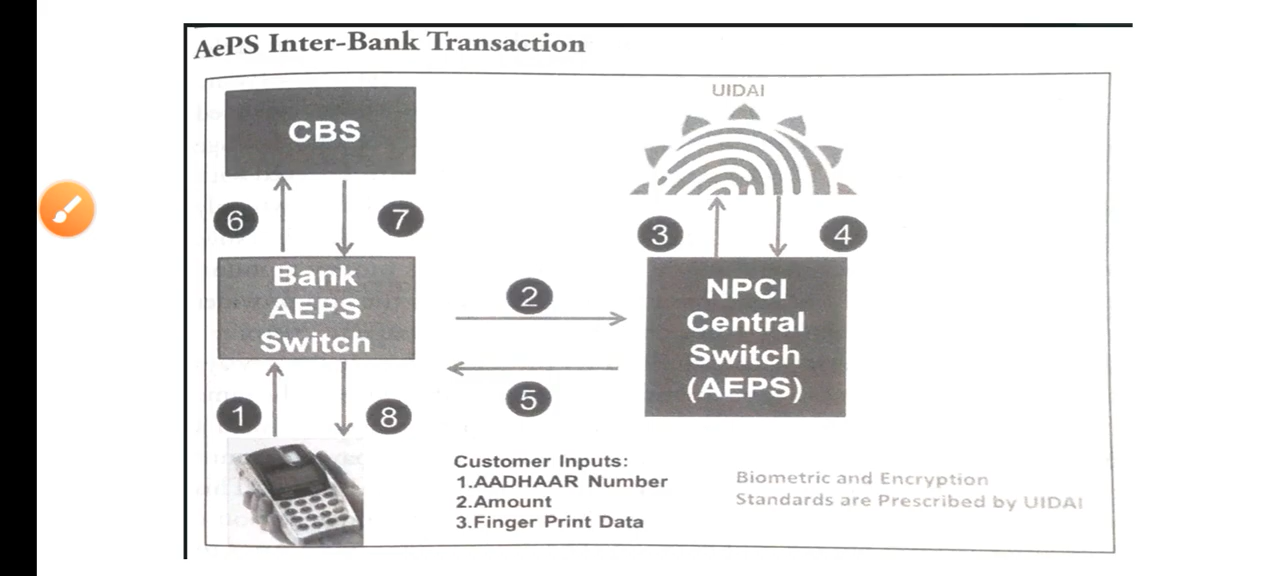 AePS Inter-Bank Transaction
UIDAI
CBS
6
7
3
4
Bank
AEPS
Switch
2
NPCI
Central
Switch
(AEPS)
5
1
8
Customer Inputs:
1.AADHAAR Number
2.Amount
3.Finger Print Data
Biometric and Encryption
Standards are Prescribed by UIDAI